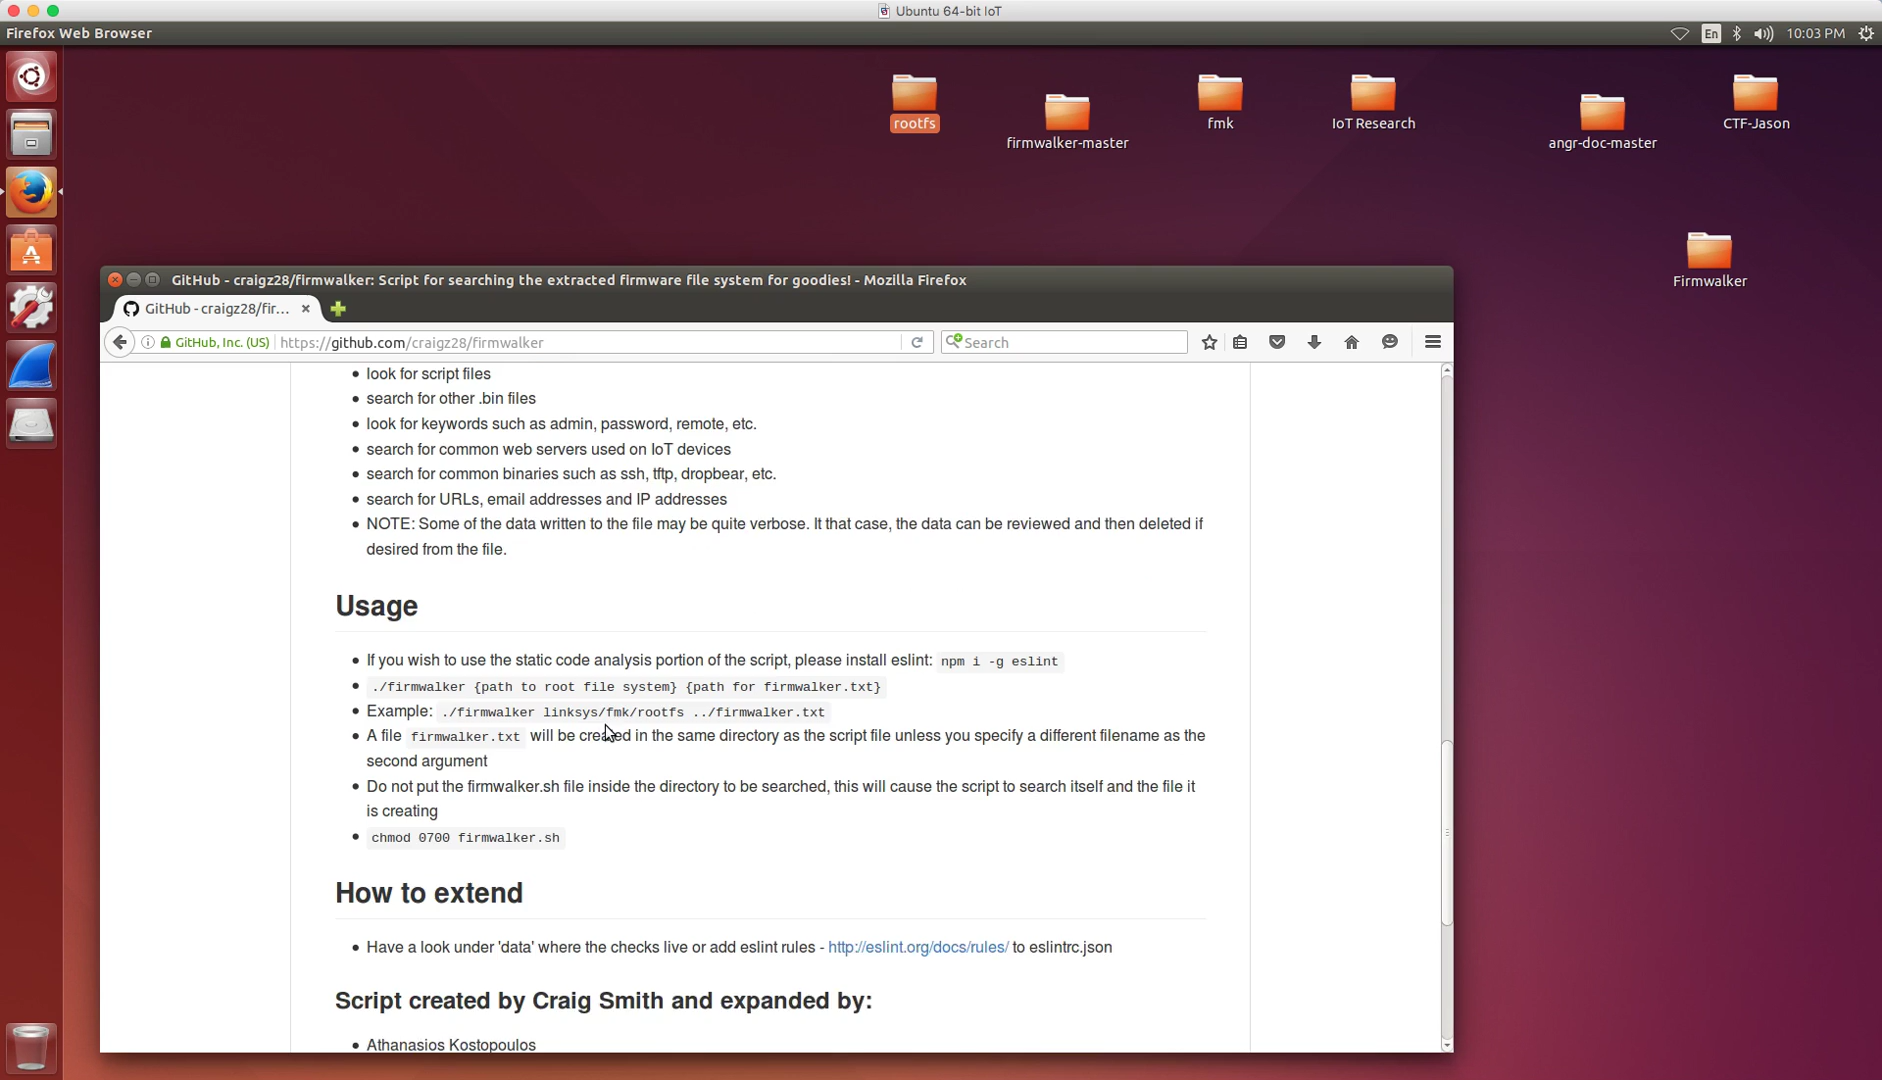 Ubuntu 64-bit IoT
Firefox Web Browser
En
10:03 PM
rootfs
firmwalker-master
fmk
IoT Research
angr-doc-master
CTF-Jason
Firmwalker
GitHub - craigz28/firmwalker: Script for searching the extracted firmware file system for goodies! - Mozilla Firefox
GitHub - craigz28/fir...
GitHub, Inc. (US)
https://github.com/craigz28/firmwalker
Search
look for script files
search for other .bin files
look for keywords such as admin, password, remote, etc.
search for common web servers used on IoT devices
search for common binaries such as ssh, tftp, dropbear, etc.
search for URLs, email addresses and IP addresses
NOTE: Some of the data written to the file may be quite verbose. It that case, the data can be reviewed and then deleted if
desired from the file.
Usage
If you wish to use the static code analysis portion of the script, please install eslint: npm i -g eslint
./firmwalker {path to root file system} {path for firmwalker.txt}
Example: ./firmwalker linksys/fmk/rootfs ../firmwalker.txt
A file firmwalker.txt will be created in the same directory as the script file unless you specify a different filename as the
second argument
Do not put the firmwalker.sh file inside the directory to be searched, this will cause the script to search itself and the file it
is creating
chmod 0700 firmwalker.sh
How to extend
Have a look under 'data' where the checks live or add eslint rules - http://eslint.org/docs/rules/ to eslintrc.json
Script created by Craig Smith and expanded by:
Athanasios Kostopoulos